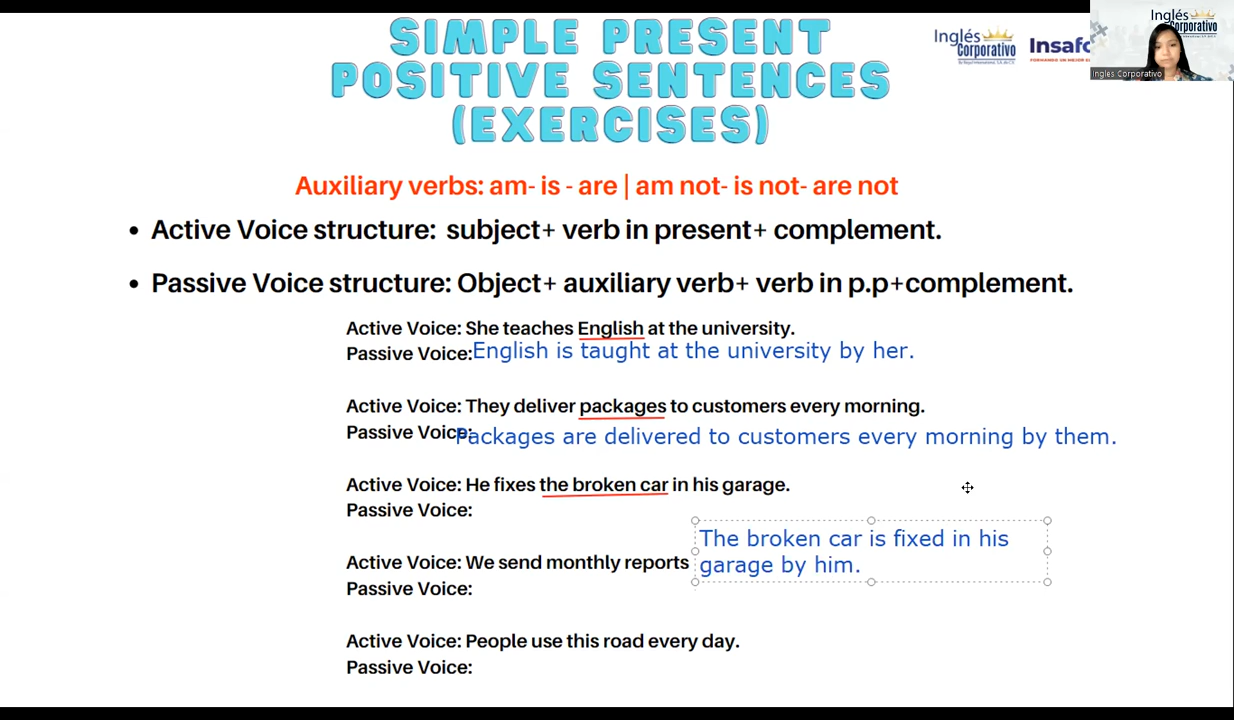 SIMPLE PRESENT
POSITIVE SENTENCES
(EXERCISES)
Inglés
Corporativo
Insafo
Inglés
Corporativo
Ingles Corporativo
Auxiliary verbs: am- is - are | am not- is not- are not
• Active Voice structure: subject+ verb in present+ complement.
• Passive Voice structure: Object+ auxiliary verb+ verb in p.p+complement.
Active Voice: She teaches English at the university.
Passive Voice: English is taught at the university by her.
Active Voice: They deliver packages to customers every morning.
Passive Voice: Packages are delivered to customers every morning by them.
Active Voice: He fixes the broken car in his garage.
Passive Voice:
The broken car is fixed in his
garage by him.
Active Voice: We send monthly reports
Passive Voice:
Active Voice: People use this road every day.
Passive Voice: